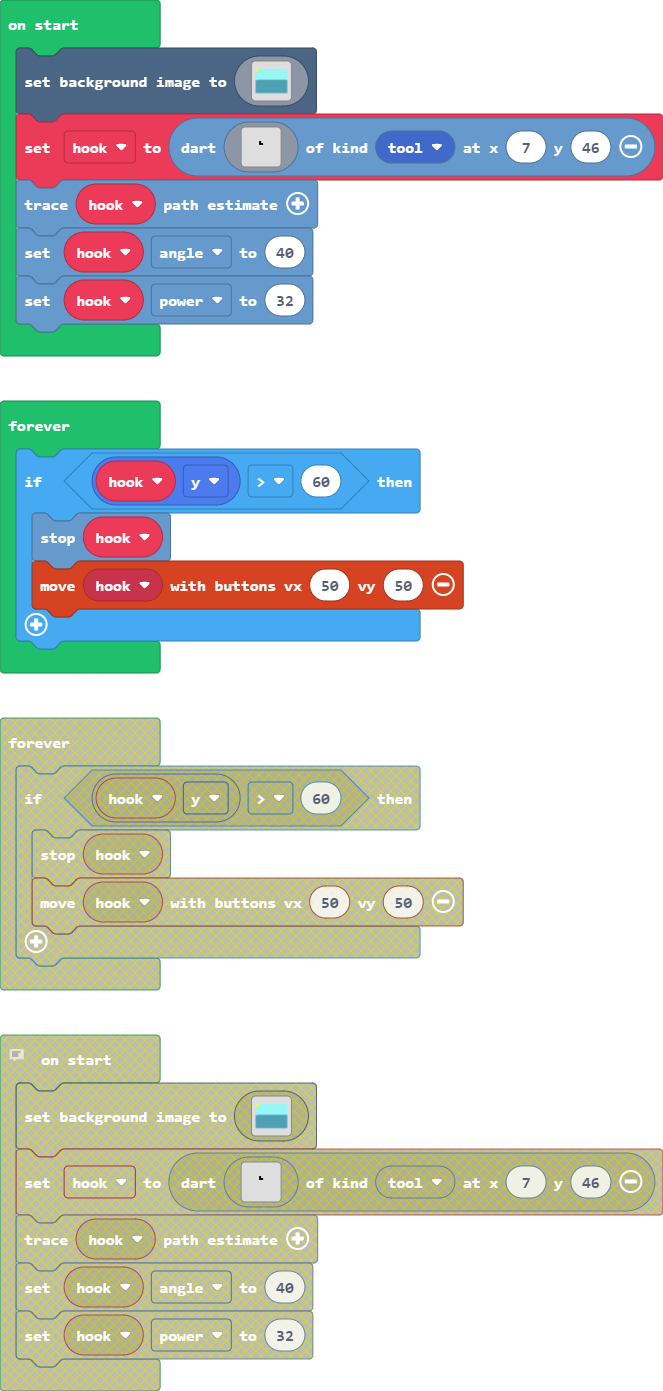 on start
set background image to
set hook to dart of kind tool at x 7 y 46
trace hook path estimate
set hook angle to 40
set hook power to 32
forever
if hook y > 60 then
stop hook
move hook with buttons vx 50 vy 50
forever
if hook y > 60 then
stop hook
move hook with buttons vx 50 vy 50
on start
set background image to
set hook to dart of kind tool at x 7 y 46
trace hook path estimate
set hook angle to 40
set hook power to 32